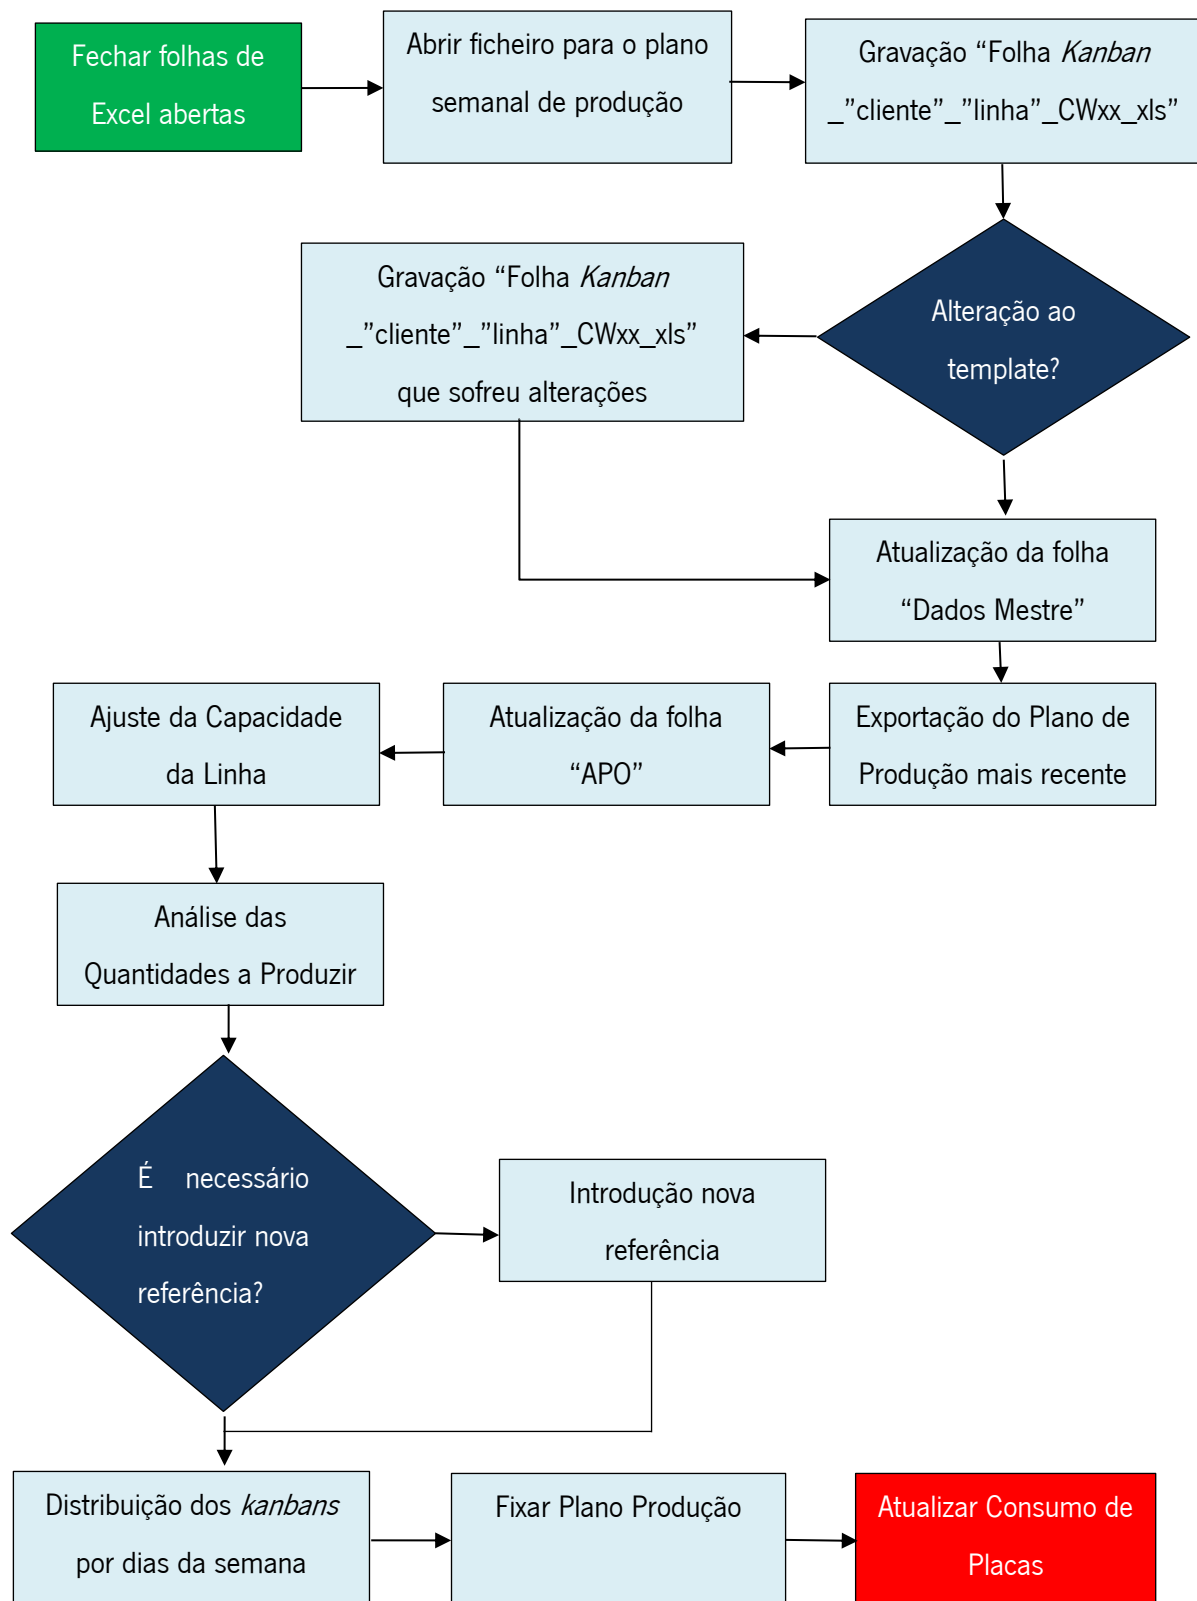 Fechar folhas de
Excel abertas
Abrir ficheiro para o plano
semanal de produção
Gravação “Folha Kanban
_”cliente”_”linha”_CWxx_xls”
Alteração ao
template?
Gravação “Folha Kanban
_”cliente”_”linha”_CWxx_xls”
que sofreu alterações
Atualização da folha
“Dados Mestre”
Exportação do Plano de
Produção mais recente
Atualização da folha
“APO”
Ajuste da Capacidade
da Linha
Análise das
Quantidades a Produzir
É necessário
introduzir nova
referência?
Introdução nova
referência
Distribuição dos kanbans
por dias da semana
Fixar Plano Produção
Atualizar Consumo de
Placas